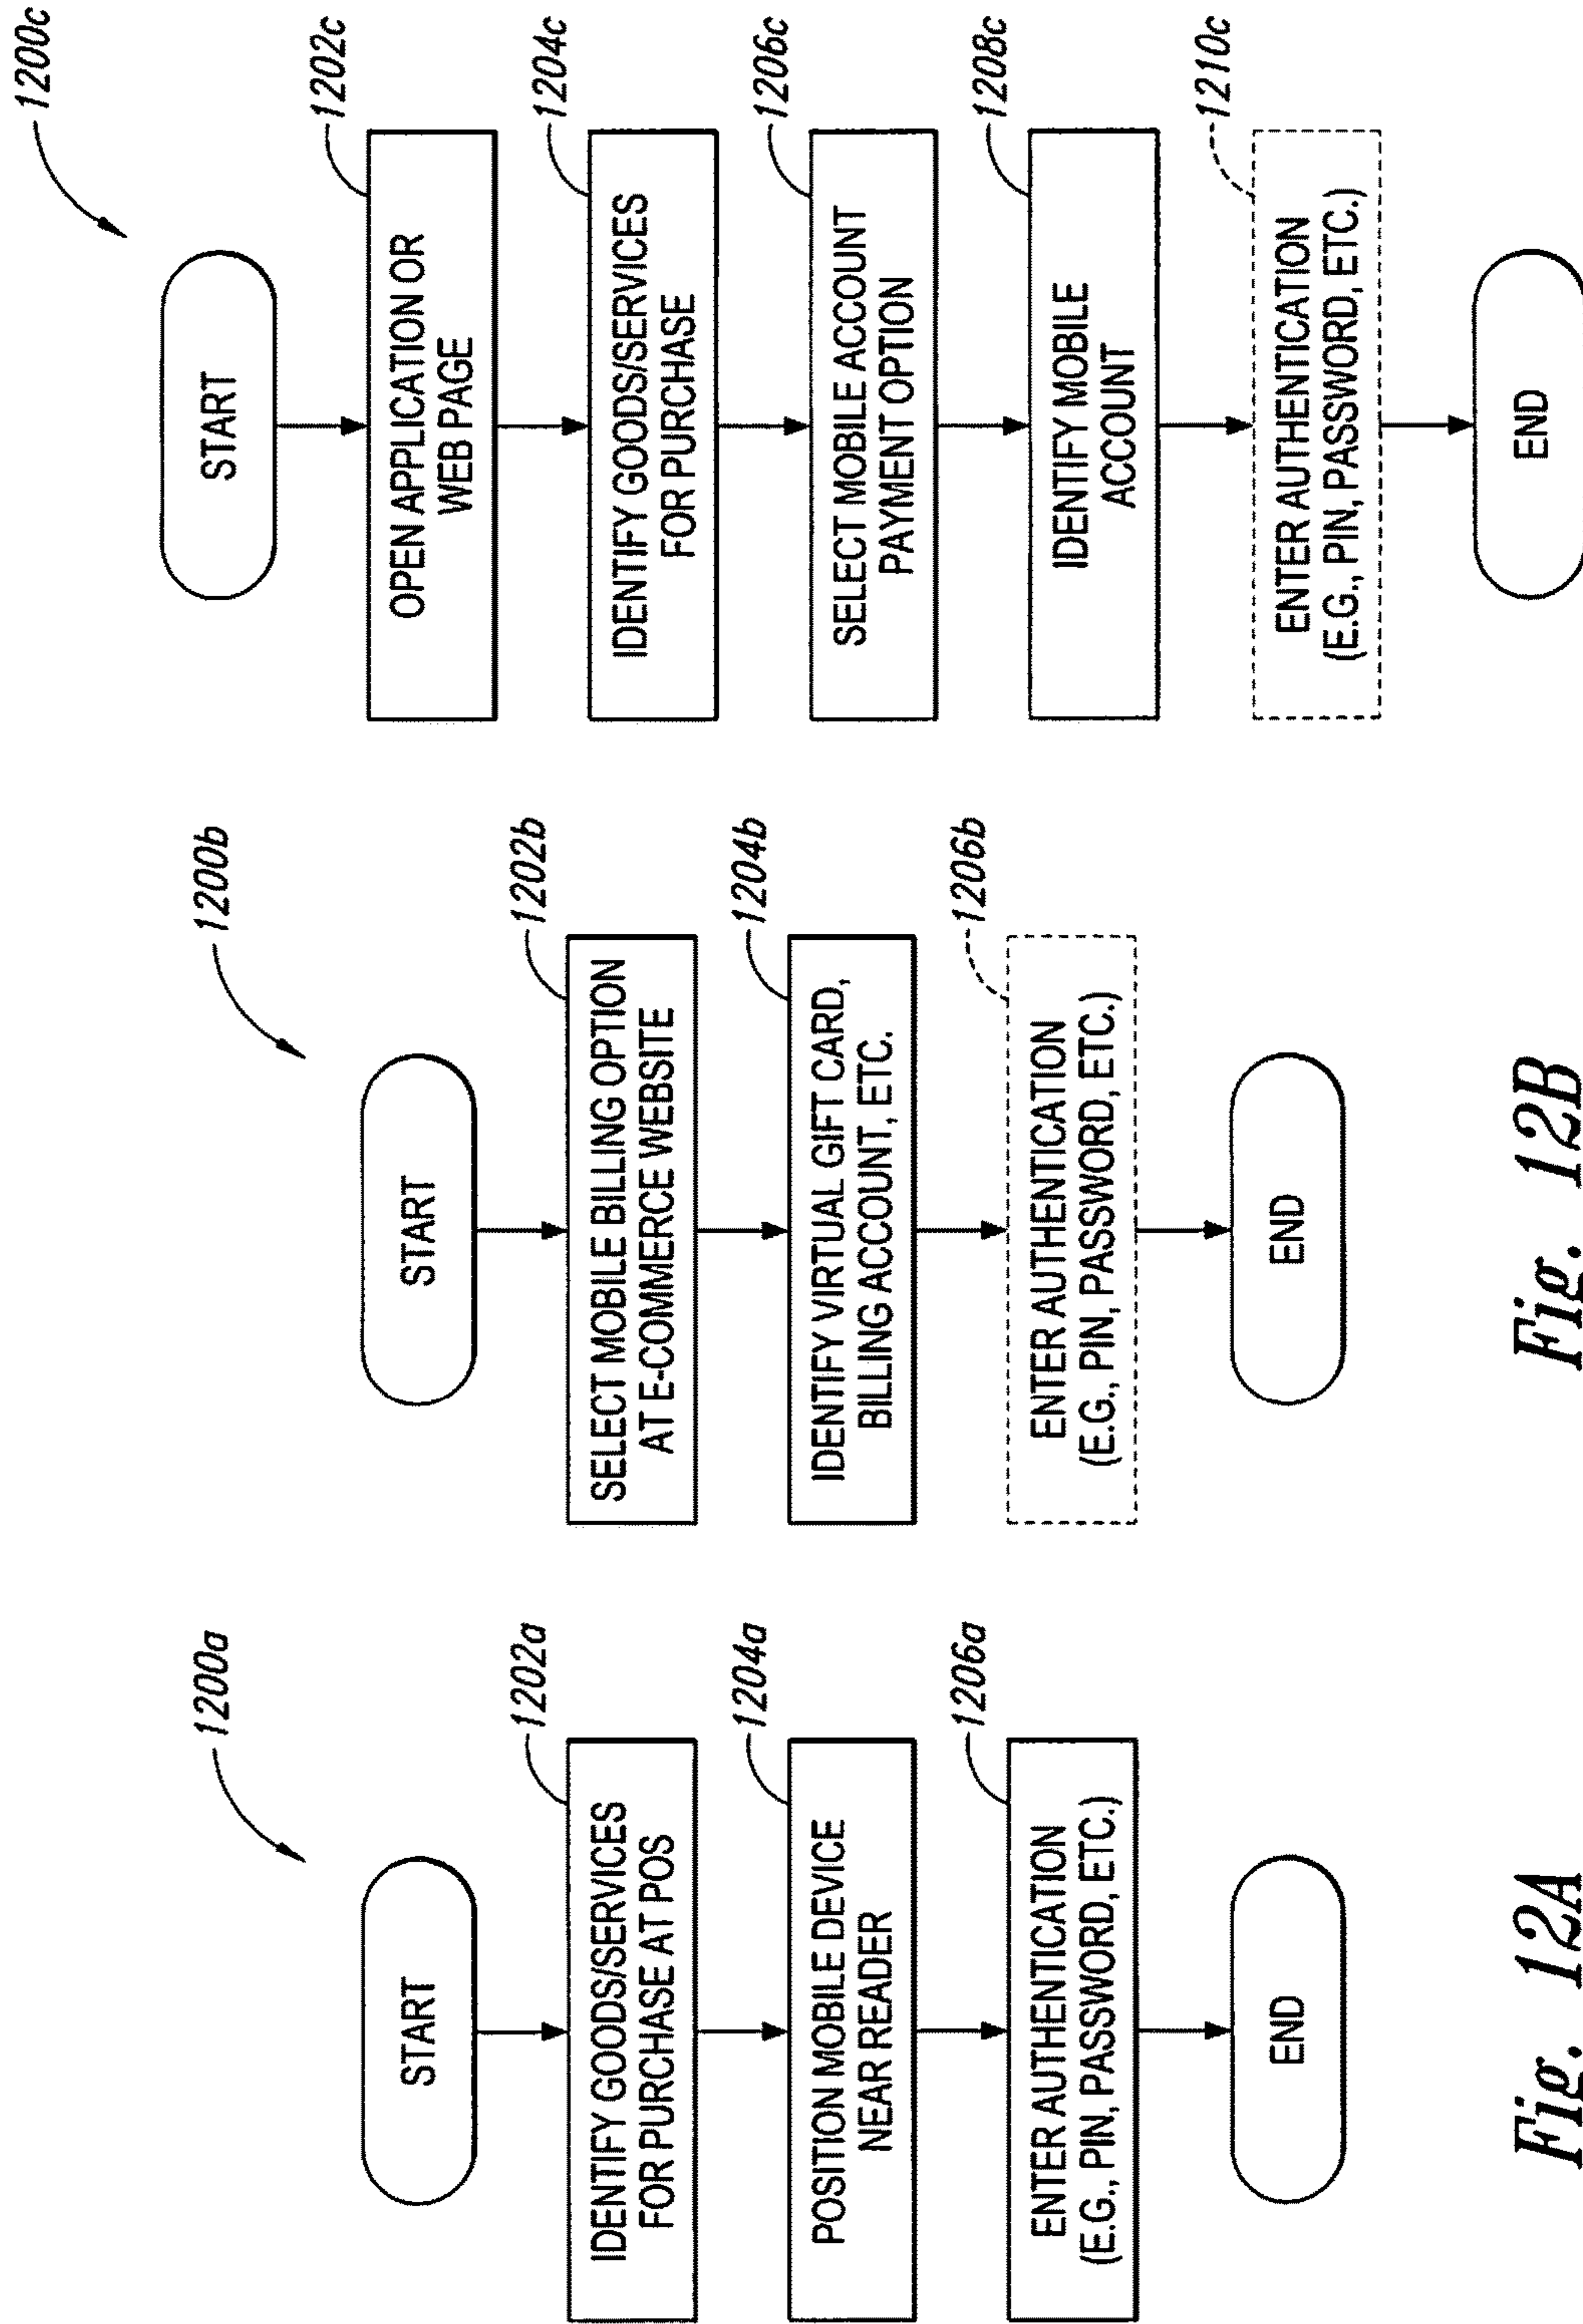 1200a
START
1202a
IDENTIFY GOODS/SERVICES
FOR PURCHASE AT POS
1204a
POSITION MOBILE DEVICE
NEAR READER
1206a
ENTER AUTHENTICATION
(E.G., PIN, PASSWORD, ETC.)
END
Fig. 12A
1200b
START
1202b
SELECT MOBILE BILLING OPTION
AT E-COMMERCE WEBSITE
1204b
IDENTIFY VIRTUAL GIFT CARD,
BILLING ACCOUNT, ETC.
1206b
ENTER AUTHENTICATION
(E.G., PIN, PASSWORD, ETC.)
END
Fig. 12B
1200c
START
1202c
OPEN APPLICATION OR
WEB PAGE
1204c
IDENTIFY GOODS/SERVICES
FOR PURCHASE
1206c
SELECT MOBILE ACCOUNT
PAYMENT OPTION
1208c
IDENTIFY MOBILE
ACCOUNT
1210c
ENTER AUTHENTICATION
(E.G., PIN, PASSWORD, ETC.)
END